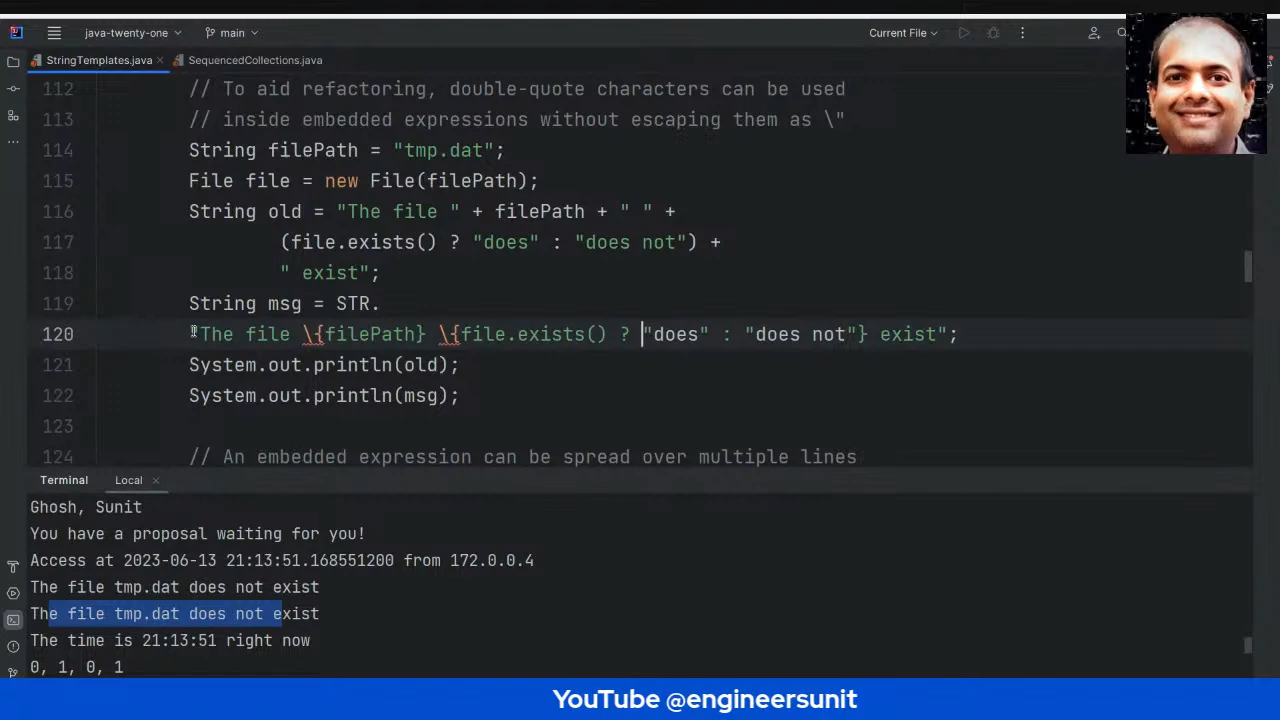 java-twenty-one
main
Current File
StringTemplates.java
SequencedCollections.java
112 // To aid refactoring, double-quote characters can be used
113 // inside embedded expressions without escaping them as \"
114 String filePath = "tmp.dat";
115 File file = new File(filePath);
116 String old = "The file " + filePath + " " +
117 (file.exists() ? "does" : "does not") +
118 " exist";
119 String msg = STR.
120 "The file \{filePath} \{file.exists() ? "does" : "does not"} exist";
121 System.out.println(old);
122 System.out.println(msg);
123
124 // An embedded expression can be spread over multiple lines
Terminal
Local
Ghosh, Sunit
You have a proposal waiting for you!
Access at 2023-06-13 21:13:51.168551200 from 172.0.0.4
The file tmp.dat does not exist
The file tmp.dat does not exist
The time is 21:13:51 right now
0, 1, 0, 1
YouTube @engineersunit